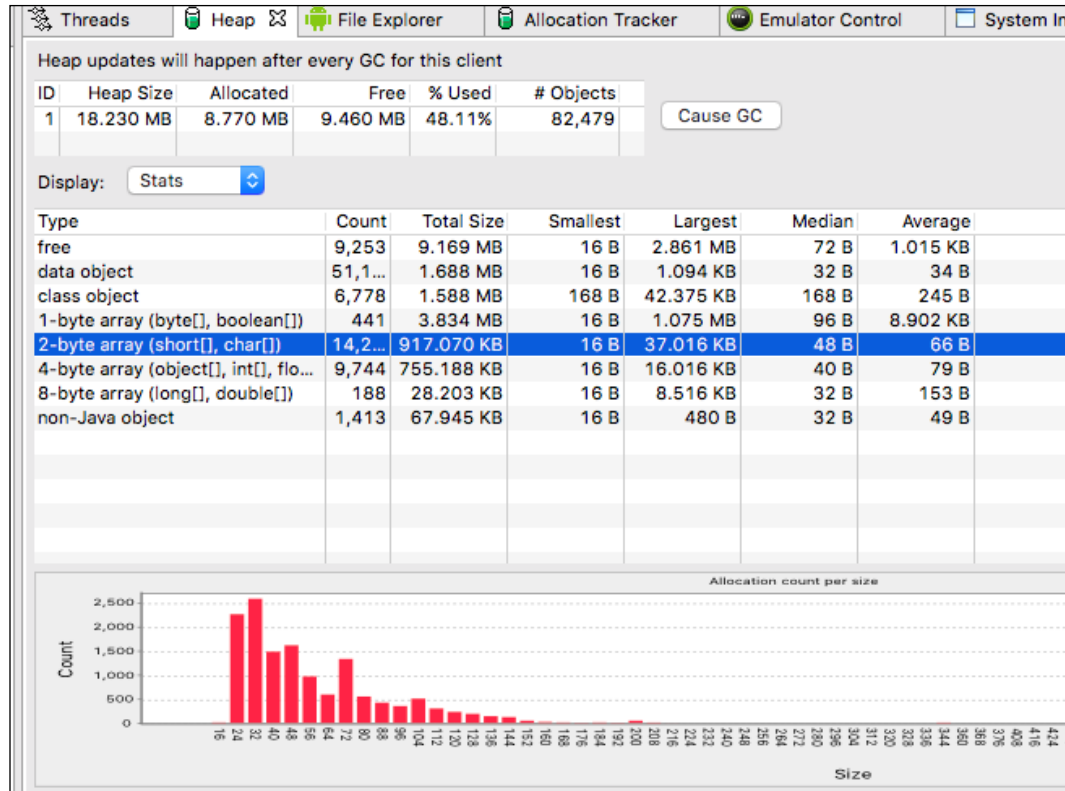 Threads Heap File Explorer Allocation Tracker Emulator Control System In
Heap updates will happen after every GC for this client
ID Heap Size Allocated Free % Used # Objects
1 18.230 MB 8.770 MB 9.460 MB 48.11% 82,479
Cause GC
Display: Stats
Type Count Total Size Smallest Largest Median Average
free 9,253 9.169 MB 16 B 2.861 MB 72 B 1.015 KB
data object 51,1... 1.688 MB 16 B 1.094 KB 32 B 34 B
class object 6,778 1.588 MB 168 B 42.375 KB 168 B 245 B
1-byte array (byte[], boolean[]) 441 3.834 MB 16 B 1.075 MB 96 B 8.902 KB
2-byte array (short[], char[]) 14,2... 917.070 KB 16 B 37.016 KB 48 B 66 B
4-byte array (object[], int[], flo... 9,744 755.188 KB 16 B 16.016 KB 40 B 79 B
8-byte array (long[], double[]) 188 28.203 KB 16 B 8.516 KB 32 B 153 B
non-Java object 1,413 67.945 KB 16 B 480 B 32 B 49 B
Allocation count per size
2,500
2,000
1,500
1,000
500
0
Count
16 24 32 40 48 56 64 72 80 88 96 104 112 120 128 136 144 152 160 168 176 184 192 200 208 216 224 232 240 248 256 264 272 280 296 304 312 320 328 336 344 360 368 376 408 416 424
Size